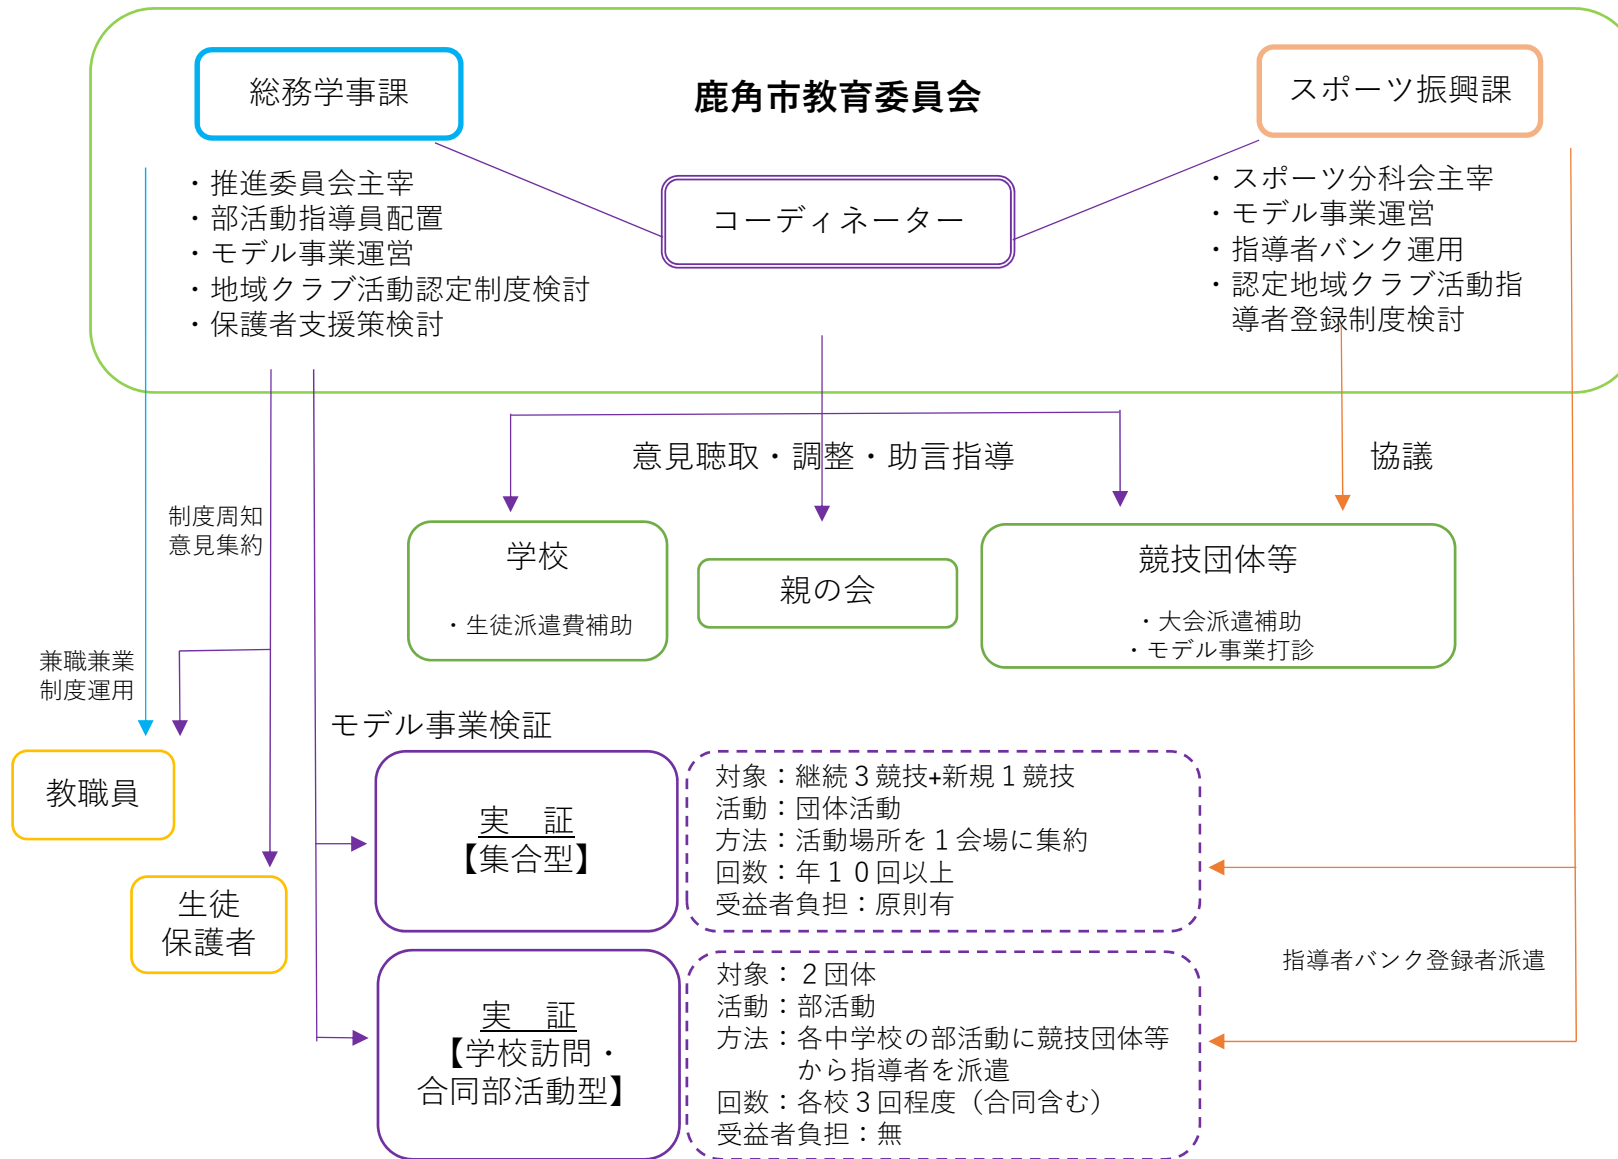 鹿角市教育委員会
総務学事課
・推進委員会主宰
・部活動指導員配置
・モデル事業運営
・地域クラブ活動認定制度検討
・保護者支援策検討
コーディネーター
スポーツ振興課
・スポーツ分科会主宰
・モデル事業運営
・指導者バンク運用
・認定地域クラブ活動指
導者登録制度検討
意見聴取・調整・助言指導
協議
制度周知
意見集約
学校
・生徒派遣費補助
親の会
競技団体等
・大会派遣補助
・モデル事業打診
兼職兼業
制度運用
教職員
生徒
保護者
モデル事業検証
実　証
【集合型】
対象：継続３競技+新規１競技
活動：団体活動
方法：活動場所を１会場に集約
回数：年１０回以上
受益者負担：原則有
指導者バンク登録者派遣
実　証
【学校訪問・
合同部活動型】
対象：２団体
活動：部活動
方法：各中学校の部活動に競技団体等
から指導者を派遣
回数：各校３回程度（合同含む）
受益者負担：無